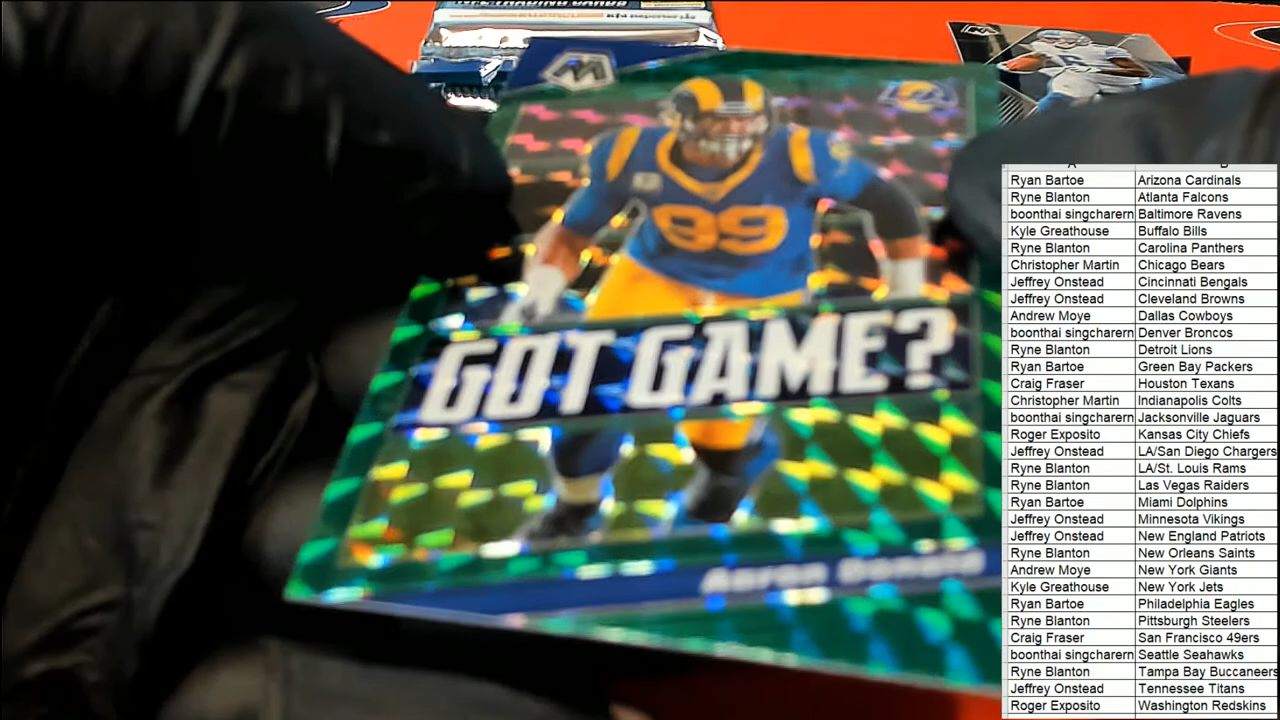 M
99
GOT GAME?
Aaron Donald
Ryan Bartoe Arizona Cardinals
Ryne Blanton Atlanta Falcons
boonthai singcharern Baltimore Ravens
Kyle Greathouse Buffalo Bills
Ryne Blanton Carolina Panthers
Christopher Martin Chicago Bears
Jeffrey Onstead Cincinnati Bengals
Jeffrey Onstead Cleveland Browns
Andrew Moye Dallas Cowboys
boonthai singcharern Denver Broncos
Ryne Blanton Detroit Lions
Ryan Bartoe Green Bay Packers
Craig Fraser Houston Texans
Christopher Martin Indianapolis Colts
boonthai singcharern Jacksonville Jaguars
Roger Exposito Kansas City Chiefs
Jeffrey Onstead LA/San Diego Chargers
Ryne Blanton LA/St. Louis Rams
Ryne Blanton Las Vegas Raiders
Ryan Bartoe Miami Dolphins
Jeffrey Onstead Minnesota Vikings
Jeffrey Onstead New England Patriots
Ryne Blanton New Orleans Saints
Andrew Moye New York Giants
Kyle Greathouse New York Jets
Ryan Bartoe Philadelphia Eagles
Ryne Blanton Pittsburgh Steelers
Craig Fraser San Francisco 49ers
boonthai singcharern Seattle Seahawks
Ryne Blanton Tampa Bay Buccaneers
Jeffrey Onstead Tennessee Titans
Roger Exposito Washington Redskins